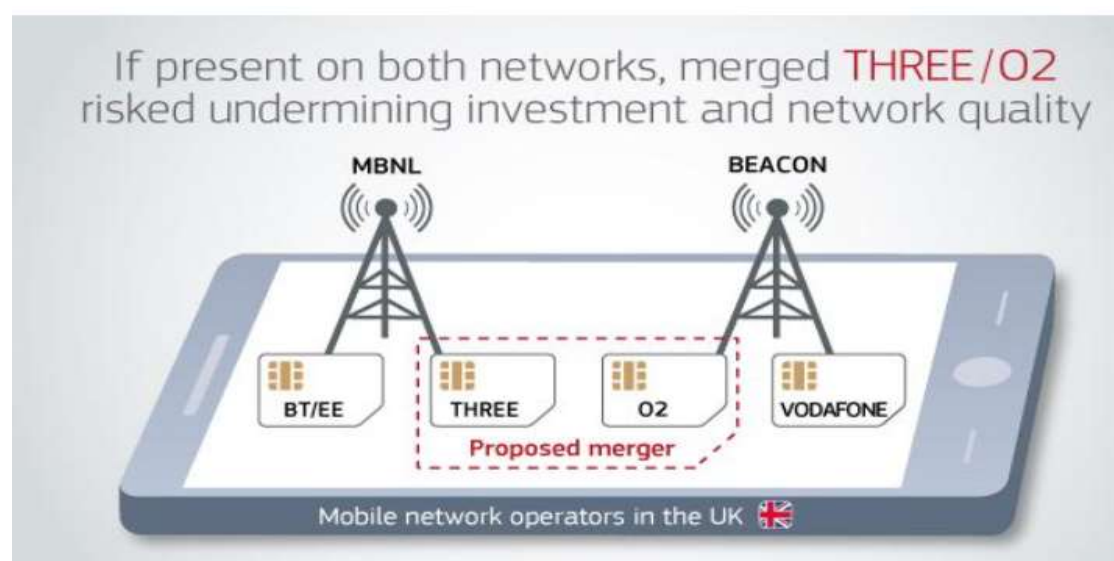 If present on both networks, merged THREE/O2
risked undermining investment and network quality
MBNL
BEACON
BT/EE
THREE
O2
VODAFONE
Proposed merger
Mobile network operators in the UK